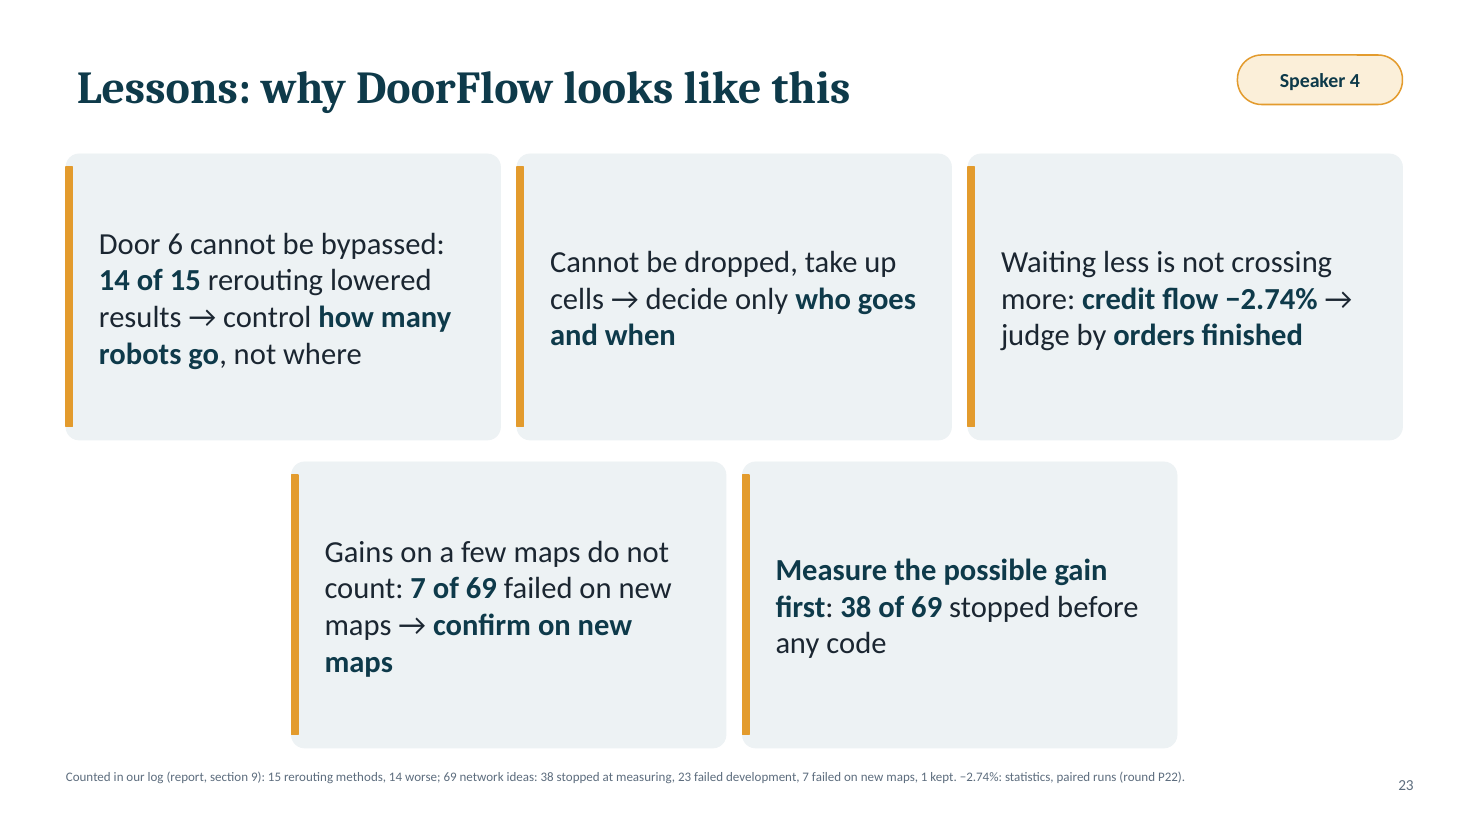 Lessons: why DoorFlow looks like this
Speaker 4
Door 6 cannot be bypassed:
14 of 15 rerouting lowered
results → control how many
robots go, not where
Cannot be dropped, take up
cells → decide only who goes
and when
Waiting less is not crossing
more: credit flow −2.74% →
judge by orders finished
Gains on a few maps do not
count: 7 of 69 failed on new
maps → confirm on new
maps
Measure the possible gain
first: 38 of 69 stopped before
any code
Counted in our log (report, section 9): 15 rerouting methods, 14 worse; 69 network ideas: 38 stopped at measuring, 23 failed development, 7 failed on new maps, 1 kept. −2.74%: statistics, paired runs (round P22).
23